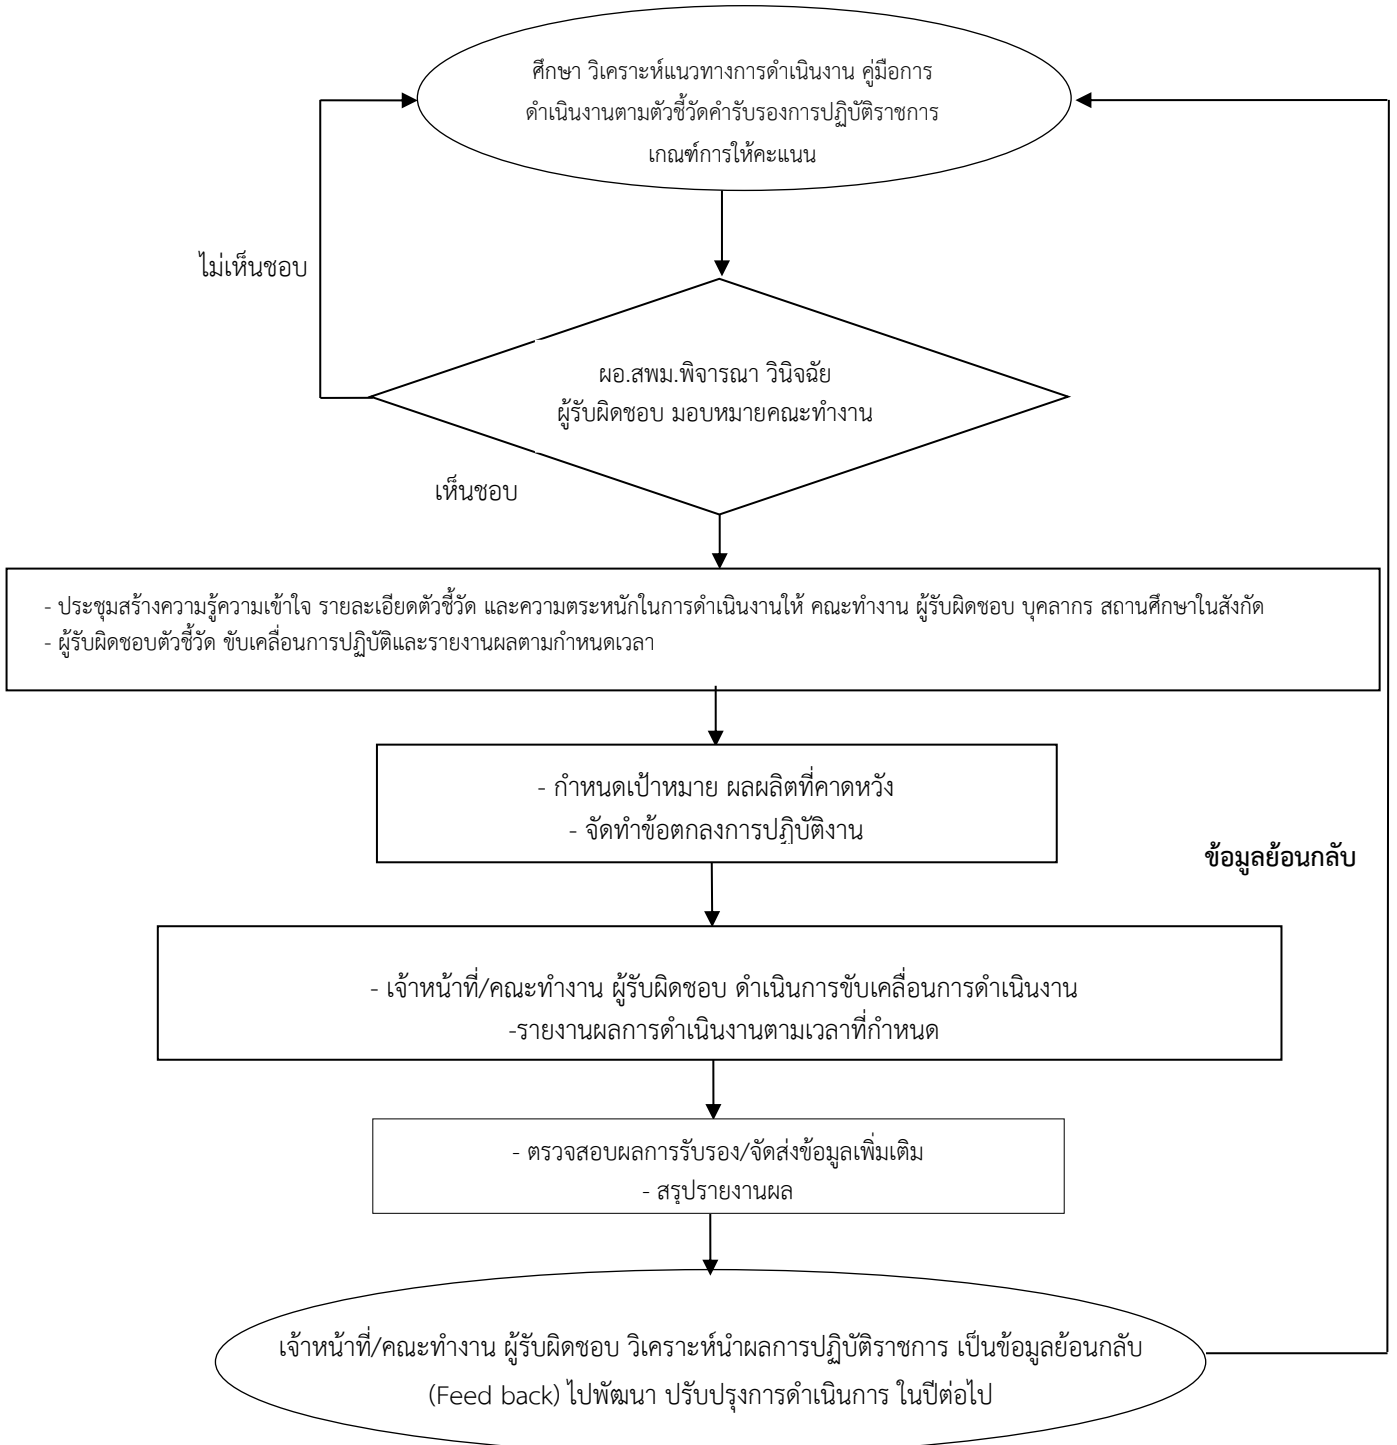 ศึกษา วิเคราะห์แนวทางการดำเนินงาน คู่มือการ
ดำเนินงานตามตัวชี้วัดคำรับรองการปฏิบัติราชการ
เกณฑ์การให้คะแนน
ไม่เห็นชอบ
ผอ.สพม.พิจารณา วินิจฉัย
ผู้รับผิดชอบ มอบหมายคณะทำงาน
เห็นชอบ
- ประชุมสร้างความรู้ความเข้าใจ รายละเอียดตัวชี้วัด และความตระหนักในการดำเนินงานให้ คณะทำงาน ผู้รับผิดชอบ บุคลากร สถานศึกษาในสังกัด
- ผู้รับผิดชอบตัวชี้วัด ขับเคลื่อนการปฏิบัติและรายงานผลตามกำหนดเวลา
- กำหนดเป้าหมาย ผลผลิตที่คาดหวัง
- จัดทำข้อตกลงการปฏิบัติงาน
ข้อมูลย้อนกลับ
- เจ้าหน้าที่/คณะทำงาน ผู้รับผิดชอบ ดำเนินการขับเคลื่อนการดำเนินงาน
-รายงานผลการดำเนินงานตามเวลาที่กำหนด
- ตรวจสอบผลการรับรอง/จัดส่งข้อมูลเพิ่มเติม
- สรุปรายงานผล
เจ้าหน้าที่/คณะทำงาน ผู้รับผิดชอบ วิเคราะห์นำผลการปฏิบัติราชการ เป็นข้อมูลย้อนกลับ
(Feed back) ไปพัฒนา ปรับปรุงการดำเนินการ ในปีต่อไป